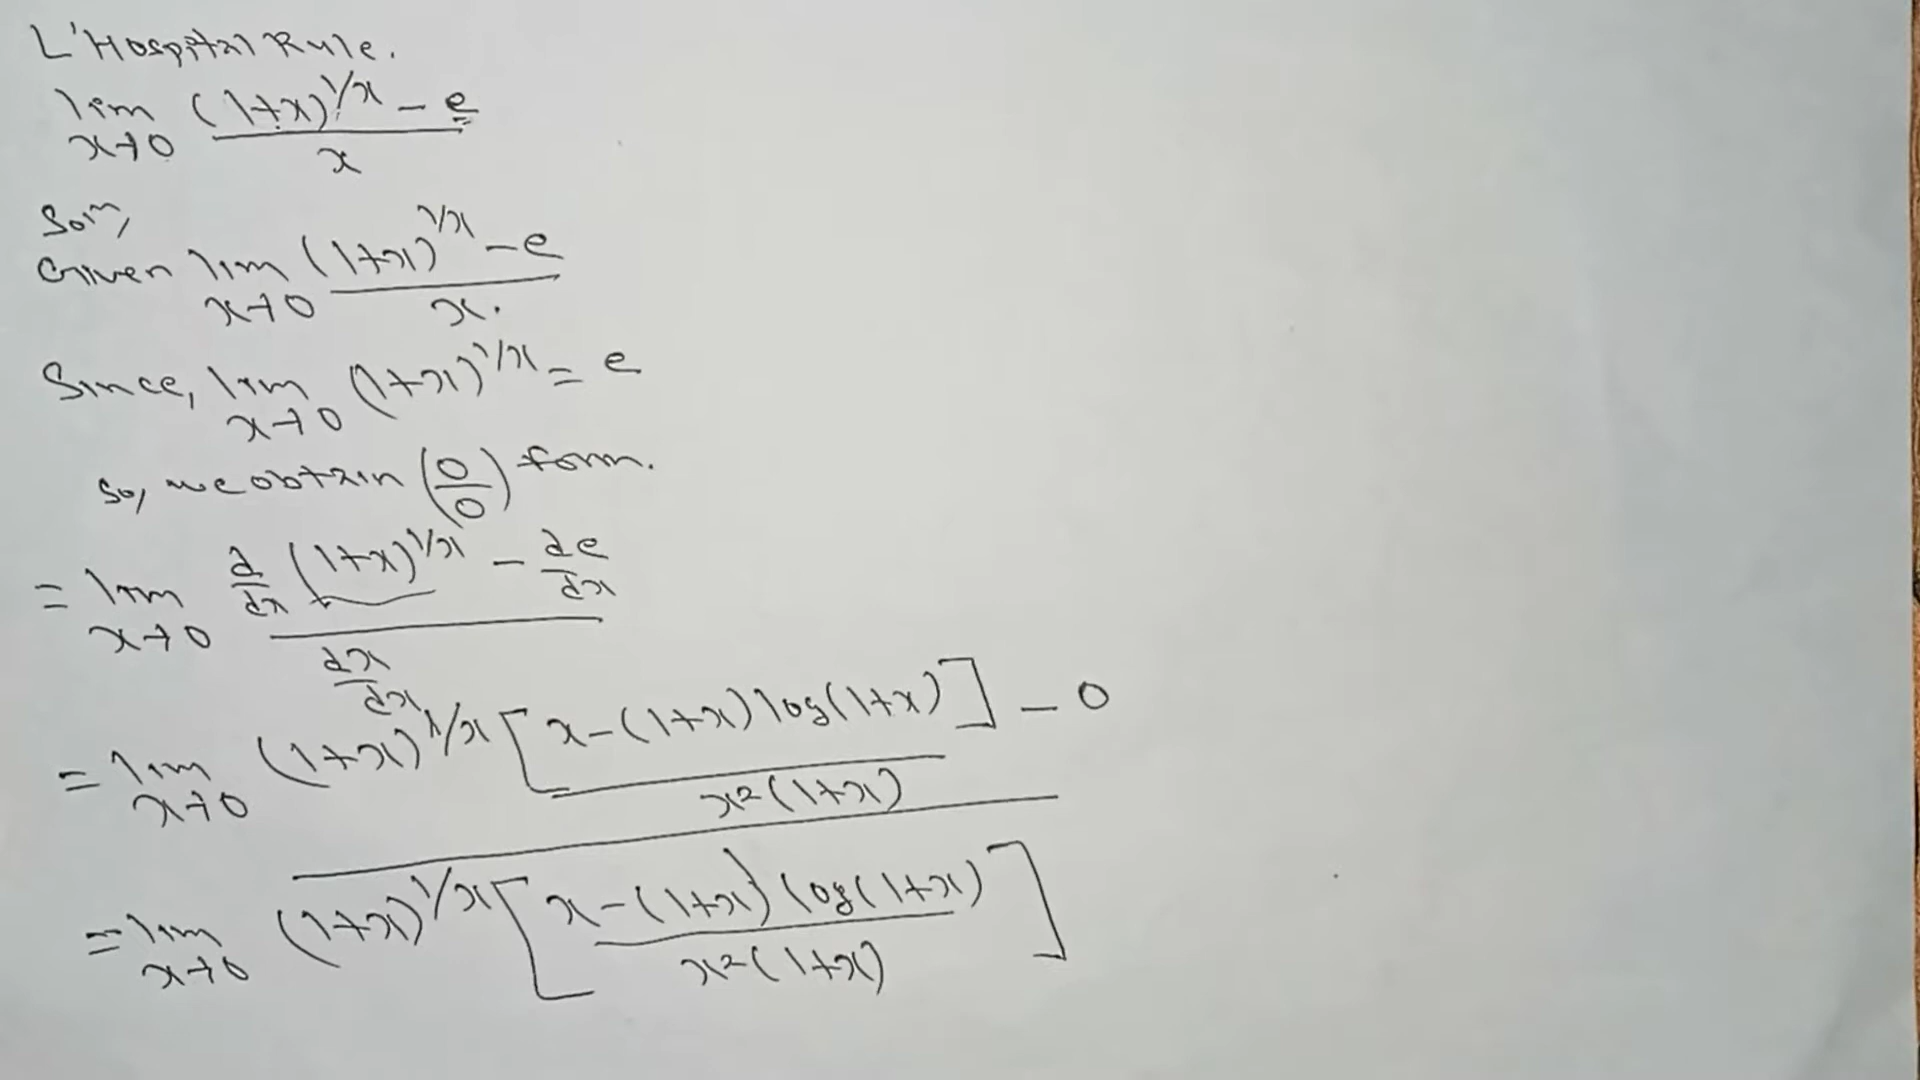 L'Hospital Rule.
lim x→0 ((1+x)^1/x - e)/x
Soln,
Given lim x→0 ((1+x)^1/x - e)/x.
Since, lim x→0 (1+x)^1/x = e
So, we obtain (0/0) form.
= lim x→0 (d/dx (1+x)^1/x - de/dx)/(dx/dx)
= lim x→0 (1+x)^1/x [x-(1+x)log(1+x)]/x²(1+x) - 0
= lim x→0 (1+x)^1/x [x-(1+x)log(1+x)/x²(1+x)]